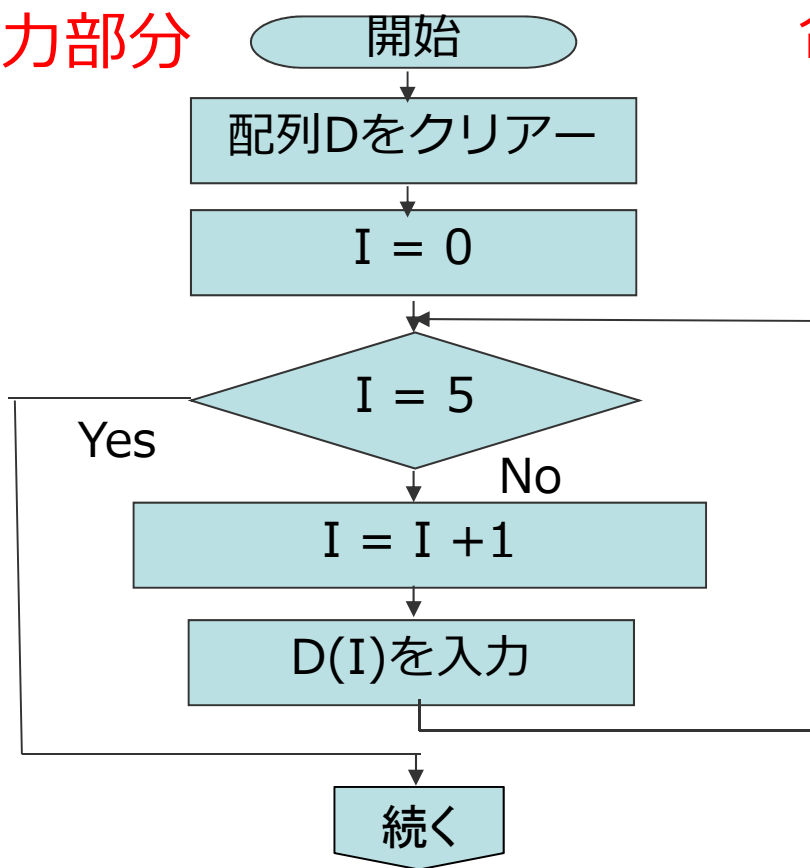 力部分
開始
配列Dをクリアー
I = 0
I = 5
Yes
No
I = I +1
D(I)を入力
続く